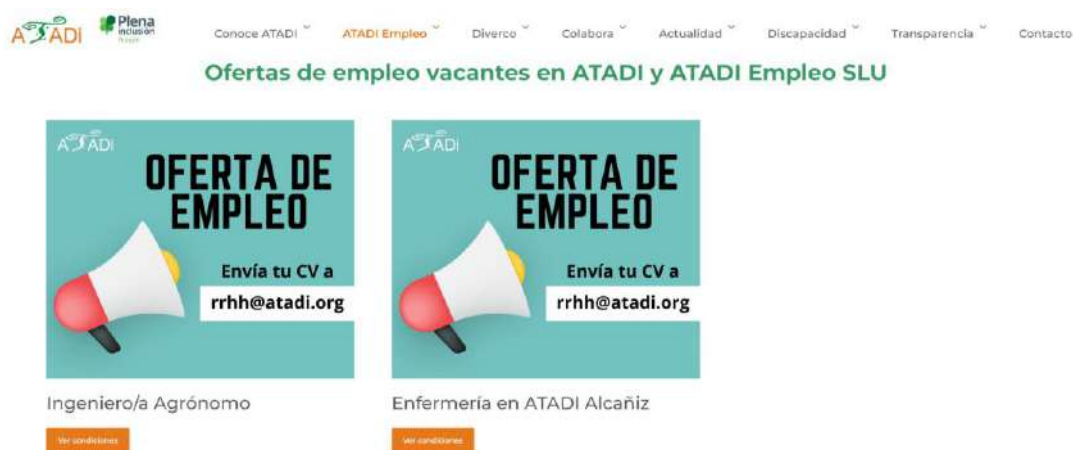 ATADI
Plena
inclusión
Conoce ATADI
ATADI Empleo
Diverco
Colabora
Actualidad
Discapacidad
Transparencia
Contacto
Ofertas de empleo vacantes en ATADI y ATADI Empleo SLU
ATADI
OFERTA DE
EMPLEO
Envía tu CV a
rrhh@atadi.org
Ingeniero/a Agrónomo
Ver condiciones
ATADI
OFERTA DE
EMPLEO
Envía tu CV a
rrhh@atadi.org
Enfermería en ATADI Alcañiz
Ver condiciones